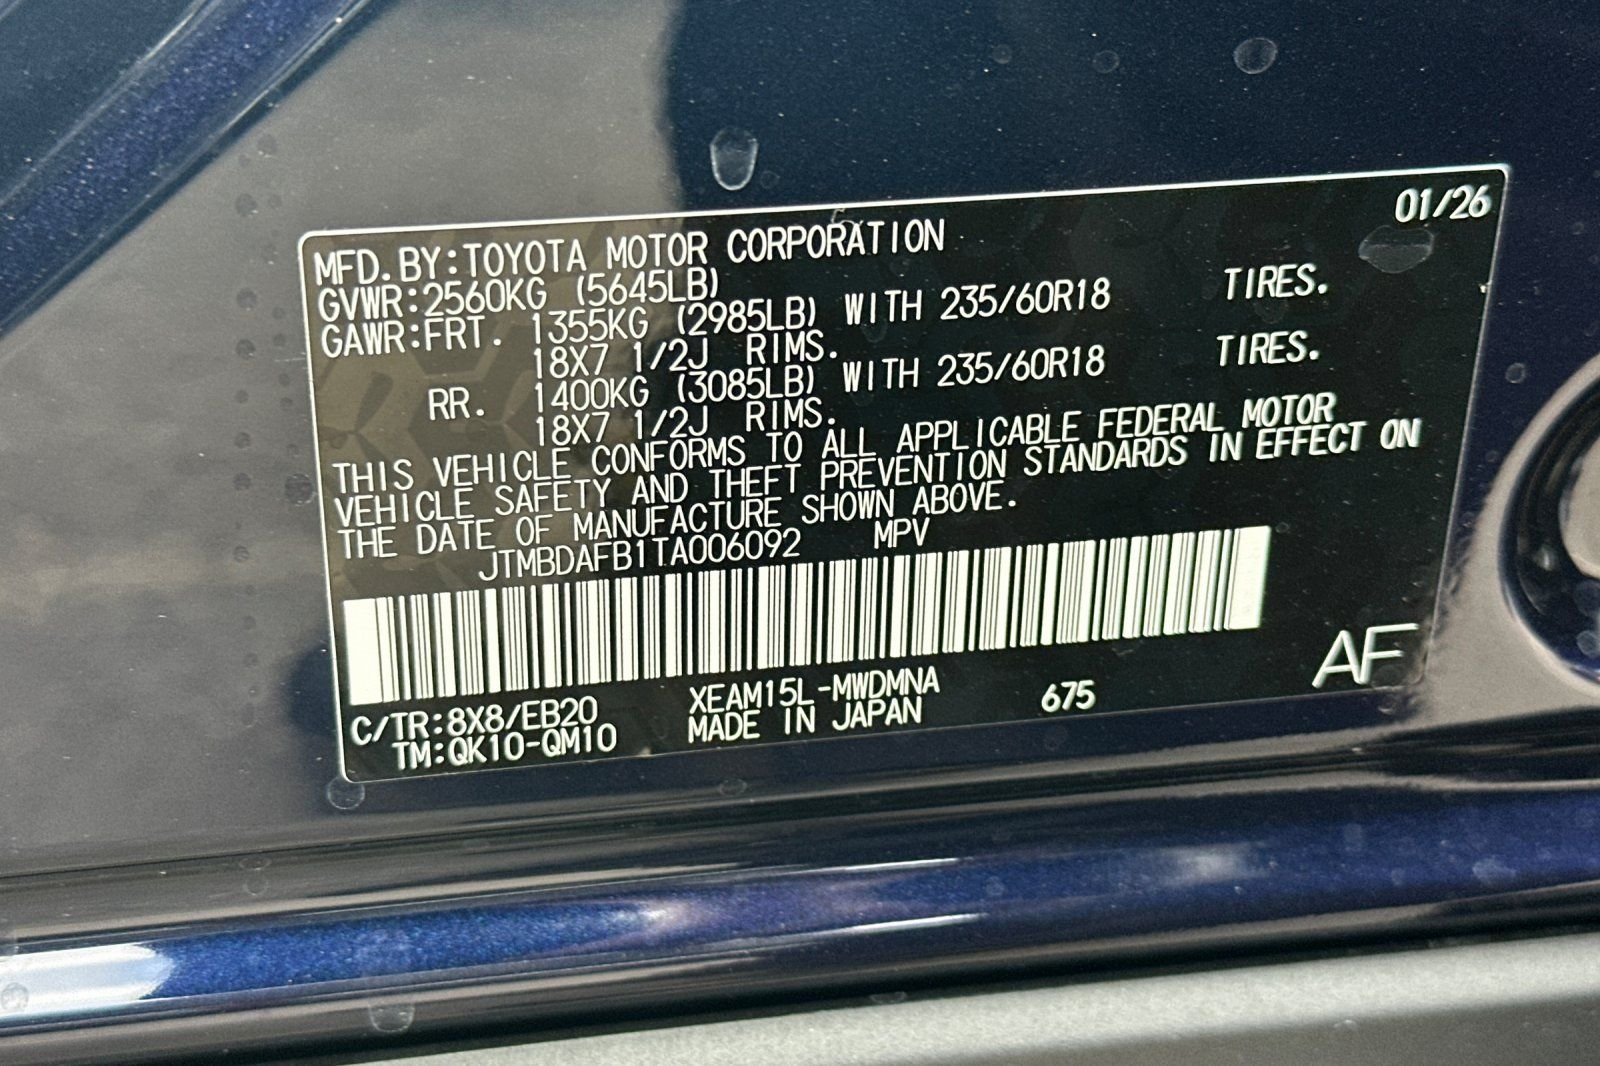 01/26
MFD.BY:TOYOTA MOTOR CORPORATION
GVWR:2560KG (5645LB)
GAWR:FRT. 1355KG (2985LB) WITH 235/60R18 TIRES.
18X7 1/2J RIMS.
RR. 1400KG (3085LB) WITH 235/60R18 TIRES.
18X7 1/2J RIMS.
THIS VEHICLE CONFORMS TO ALL APPLICABLE FEDERAL MOTOR
VEHICLE SAFETY AND THEFT PREVENTION STANDARDS IN EFFECT ON
THE DATE OF MANUFACTURE SHOWN ABOVE.
JTMBDAFB1TA006092 MPV
C/TR:8X8/EB20 XEAM15L-MWDMNA 675 AF
TM:QK10-QM10 MADE IN JAPAN